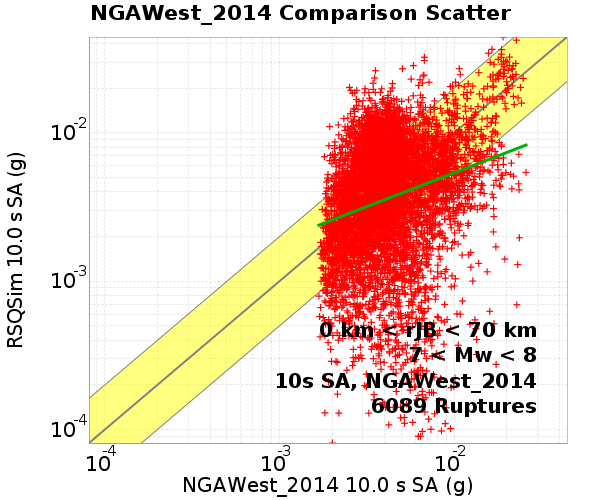 NGAWest_2014 Comparison Scatter
RSQSim 10.0 s SA (g)
10-2
10-3
10-4
0 km < rJB < 70 km
7 < Mw < 8
10s SA, NGAWest_2014
6089 Ruptures
10-4 10-3 10-2
NGAWest_2014 10.0 s SA (g)